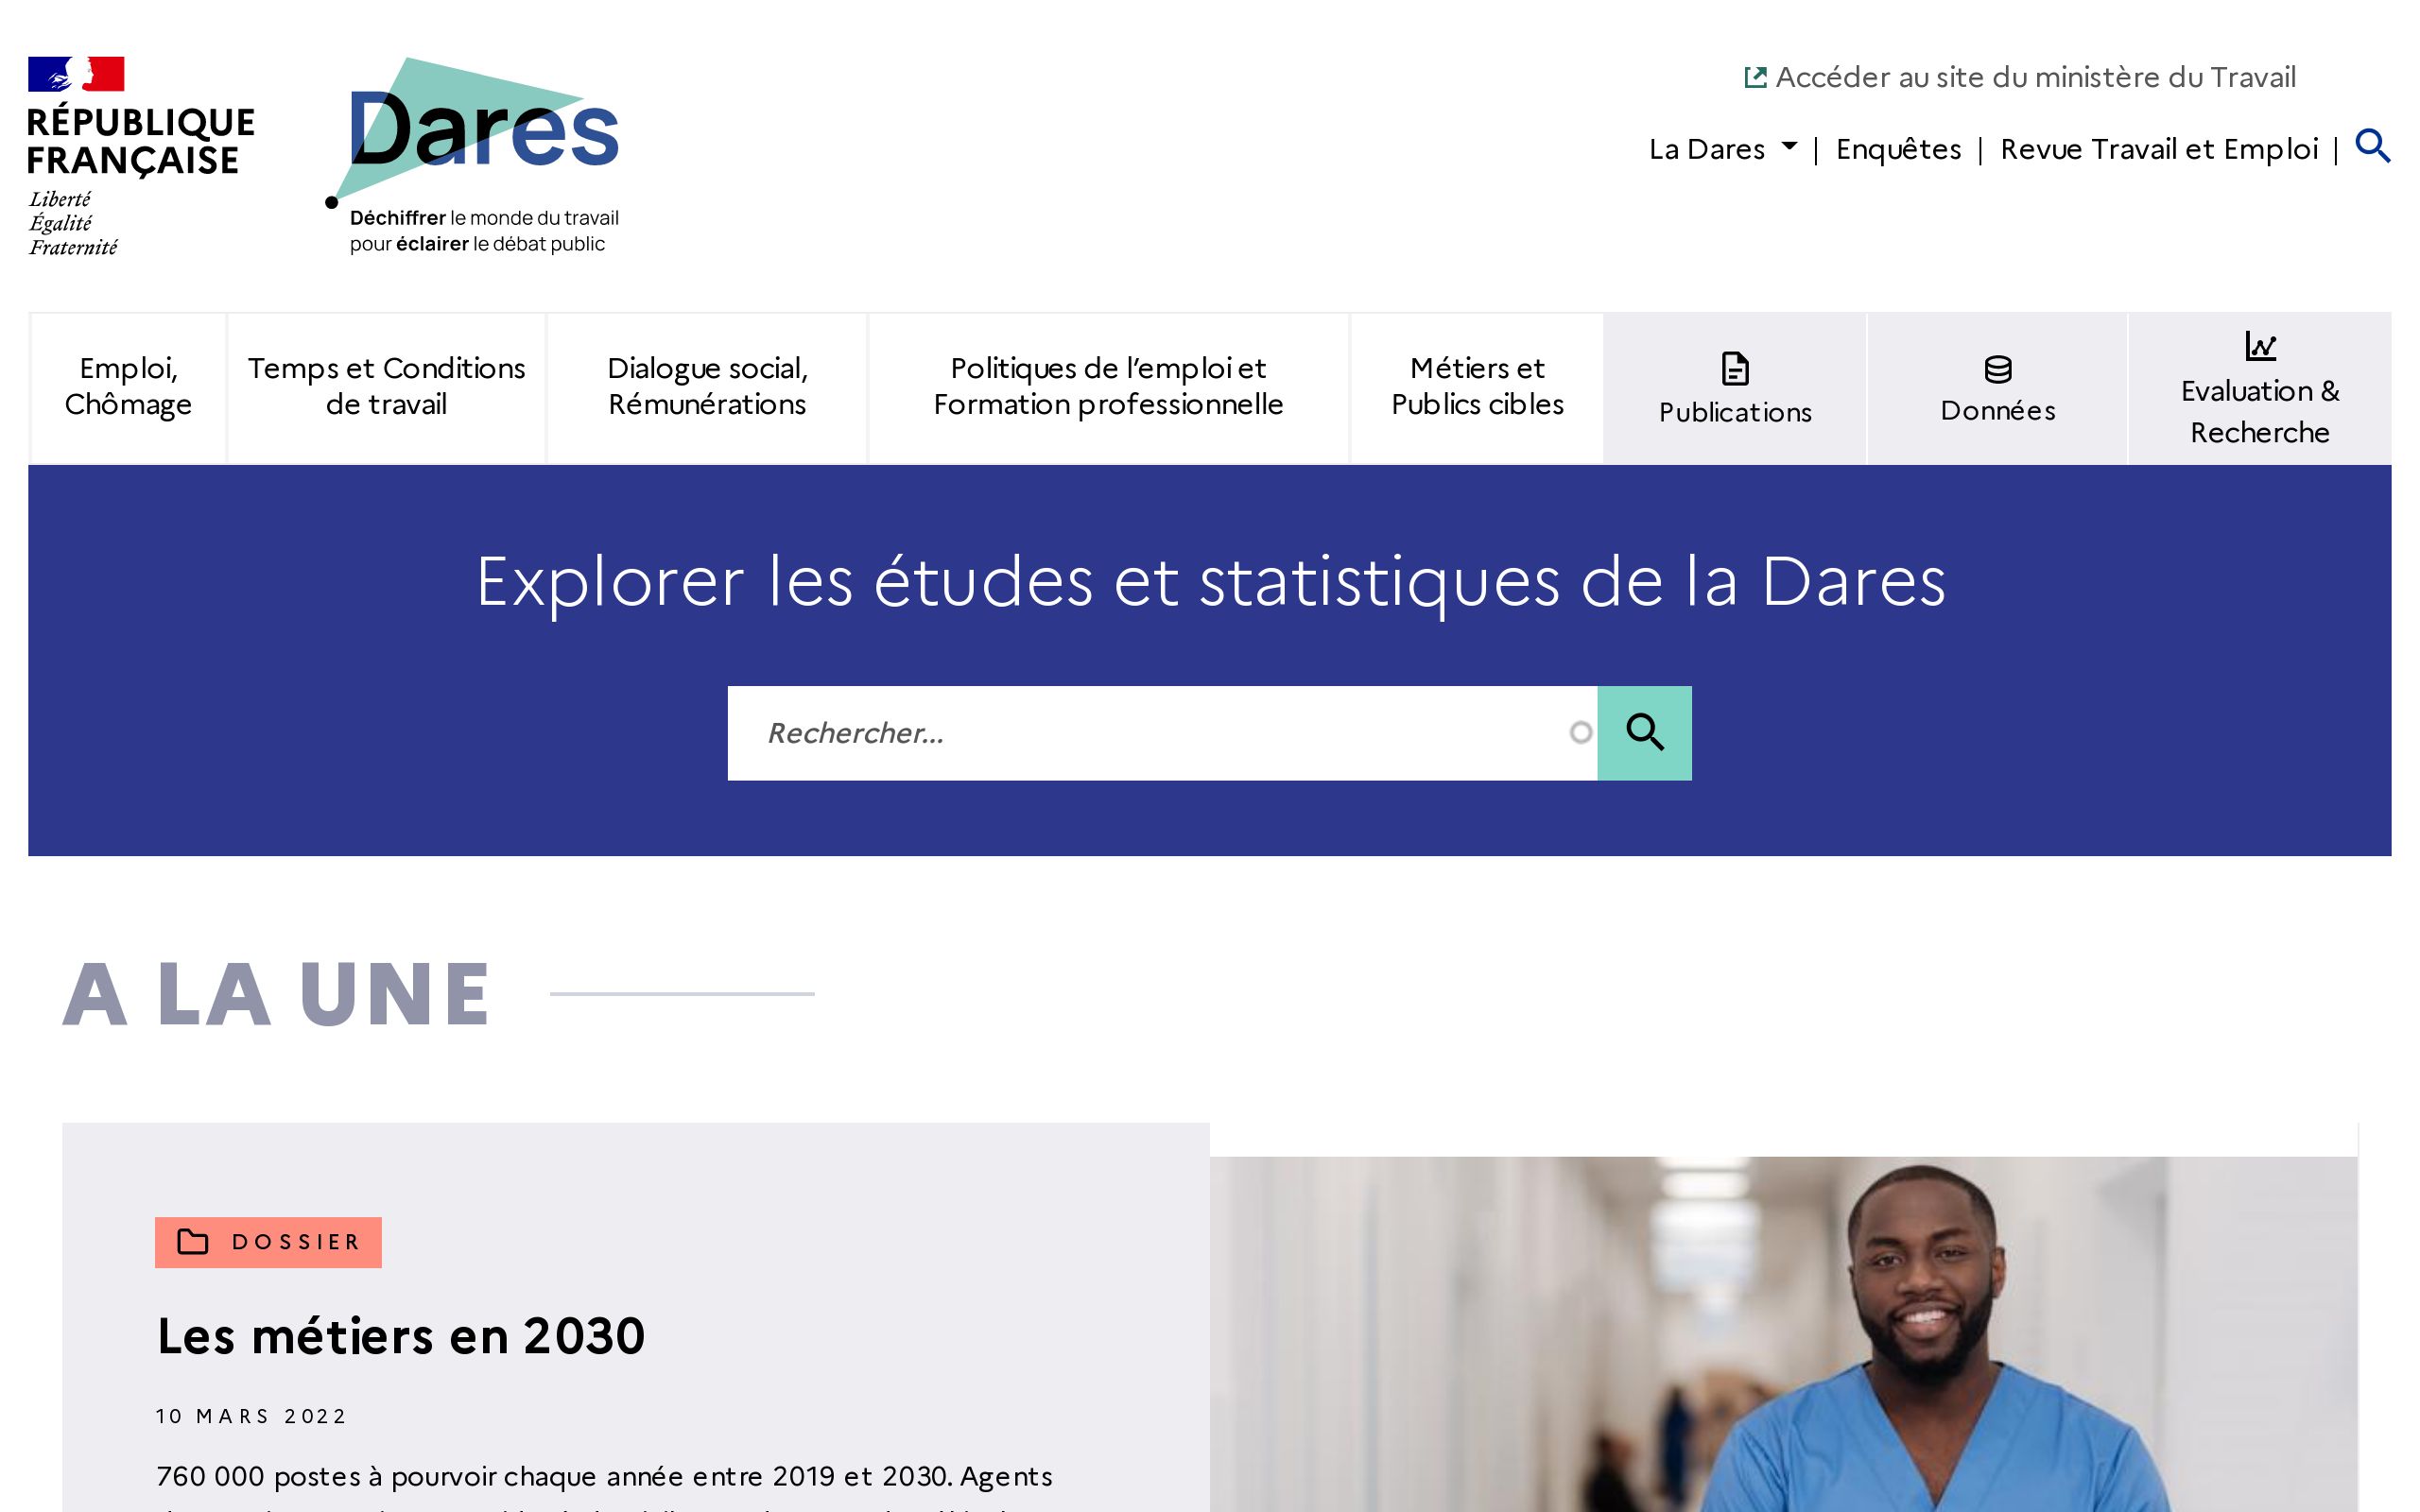 RÉPUBLIQUE
FRANÇAISE
Liberté
Égalité
Fraternité
Dares
Déchiffrer le monde du travail
pour éclairer le débat public
Accéder au site du ministère du Travail
La Dares | Enquêtes | Revue Travail et Emploi |
Emploi,
Chômage
Temps et Conditions
de travail
Dialogue social,
Rémunérations
Politiques de l’emploi et
Formation professionnelle
Métiers et
Publics cibles
Publications
Données
Evaluation &
Recherche
Explorer les études et statistiques de la Dares
Rechercher...
A LA UNE
DOSSIER
Les métiers en 2030
10 MARS 2022
760 000 postes à pourvoir chaque année entre 2019 et 2030. Agents